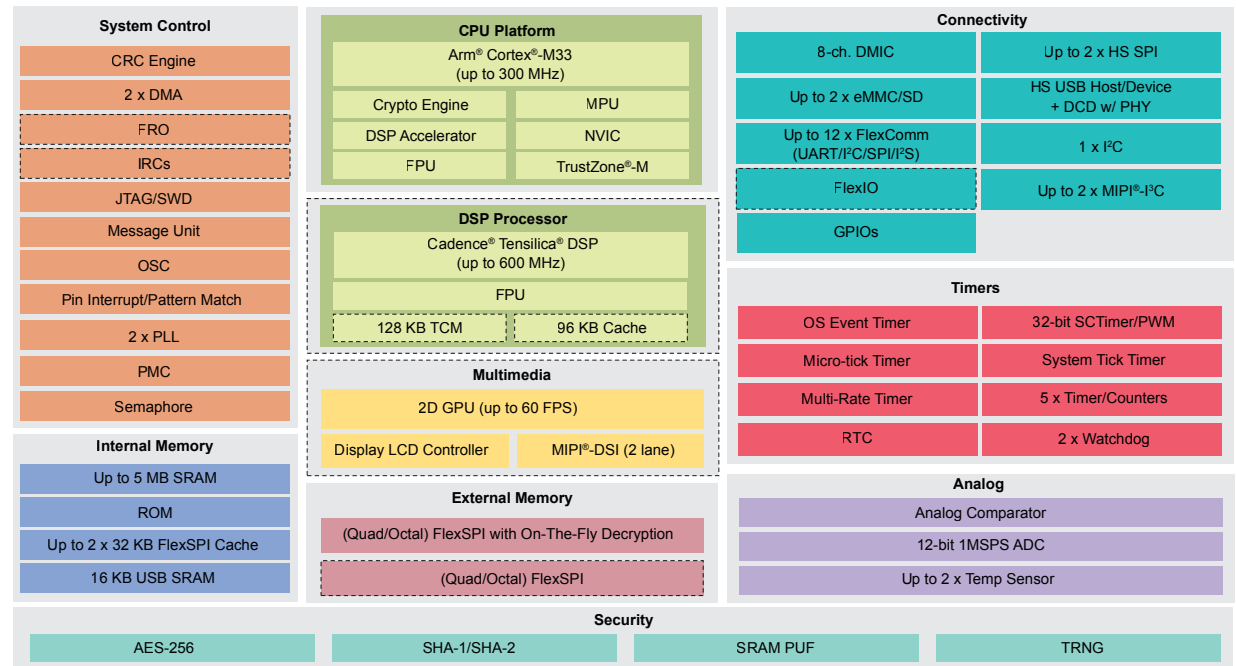 System Control
CRC Engine
2 x DMA
FRO
IRCs
JTAG/SWD
Message Unit
OSC
Pin Interrupt/Pattern Match
2 x PLL
PMC
Semaphore
Internal Memory
Up to 5 MB SRAM
ROM
Up to 2 x 32 KB FlexSPI Cache
16 KB USB SRAM
CPU Platform
Arm® Cortex®-M33
(up to 300 MHz)
Crypto Engine
MPU
DSP Accelerator
NVIC
FPU
TrustZone®-M
DSP Processor
Cadence® Tensilica® DSP
(up to 600 MHz)
FPU
128 KB TCM
96 KB Cache
Multimedia
2D GPU (up to 60 FPS)
Display LCD Controller
MIPI®-DSI (2 lane)
External Memory
(Quad/Octal) FlexSPI with On-The-Fly Decryption
(Quad/Octal) FlexSPI
Connectivity
8-ch. DMIC
Up to 2 x HS SPI
Up to 2 x eMMC/SD
HS USB Host/Device
+ DCD w/ PHY
Up to 12 x FlexComm
(UART/I²C/SPI/I²S)
1 x I²C
FlexIO
Up to 2 x MIPI®-I³C
GPIOs
Timers
OS Event Timer
32-bit SCTimer/PWM
Micro-tick Timer
System Tick Timer
Multi-Rate Timer
5 x Timer/Counters
RTC
2 x Watchdog
Analog
Analog Comparator
12-bit 1MSPS ADC
Up to 2 x Temp Sensor
Security
AES-256
SHA-1/SHA-2
SRAM PUF
TRNG